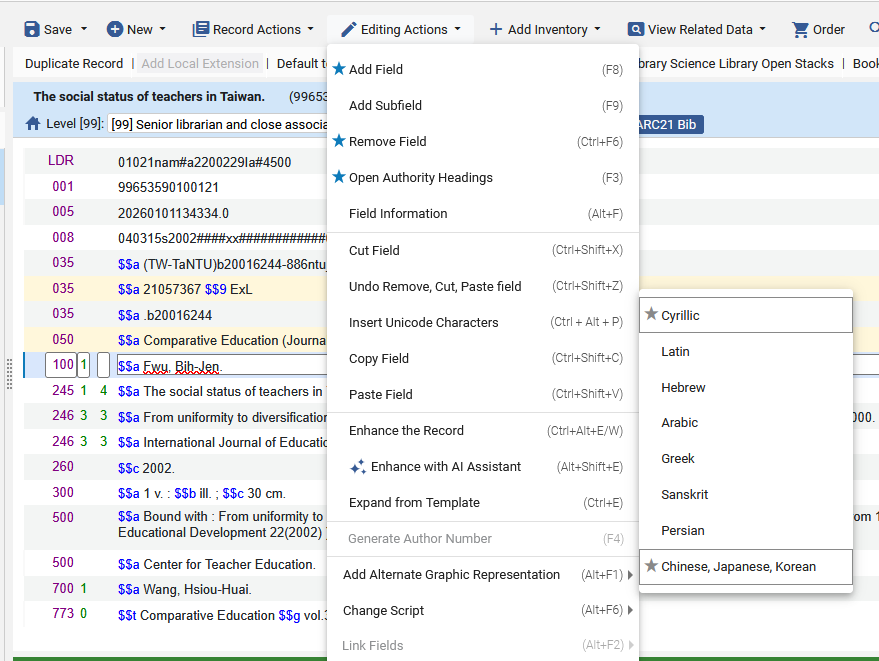 Save New Record Actions Editing Actions Add Inventory View Related Data Order
Duplicate Record | Add Local Extension | Default t brary Science Library Open Stacks | Book
The social status of teachers in Taiwan. (99653
Level [99]: [99] Senior librarian and close associa ARC21 Bib
LDR 01021nam#a2200229Ia#4500
001 99653590100121
005 20260101134334.0
008 040315s2002####xx############
035 $$a (TW-TaNTU)b20016244-886ntu
035 $$a 21057367 $$9 ExL
035 $$a .b20016244
050 $$a Comparative Education (Journa
100 1 $$a Fwu, Bih-Jen.
245 1 4 $$a The social status of teachers in
246 3 3 $$a From uniformity to diversification 000.
246 3 3 $$a International Journal of Educatio
260 $$c 2002.
300 $$a 1 v. : $$b ill. ; $$c 30 cm.
500 $$a Bound with : From uniformity to om 1
Educational Development 22(2002)
500 $$a Center for Teacher Education.
700 1 $$a Wang, Hsiou-Huai.
773 0 $$t Comparative Education $$g vol.3
Add Field (F8)
Add Subfield (F9)
Remove Field (Ctrl+F6)
Open Authority Headings (F3)
Field Information (Alt+F)
Cut Field (Ctrl+Shift+X)
Undo Remove, Cut, Paste field (Ctrl+Shift+Z)
Insert Unicode Characters (Ctrl + Alt + P)
Copy Field (Ctrl+Shift+C)
Paste Field (Ctrl+Shift+V)
Enhance the Record (Ctrl+Alt+E/W)
Enhance with AI Assistant (Alt+Shift+E)
Expand from Template (Ctrl+E)
Generate Author Number (F4)
Add Alternate Graphic Representation (Alt+F1)
Change Script (Alt+F6)
Link Fields (Alt+F2)
Cyrillic
Latin
Hebrew
Arabic
Greek
Sanskrit
Persian
Chinese, Japanese, Korean